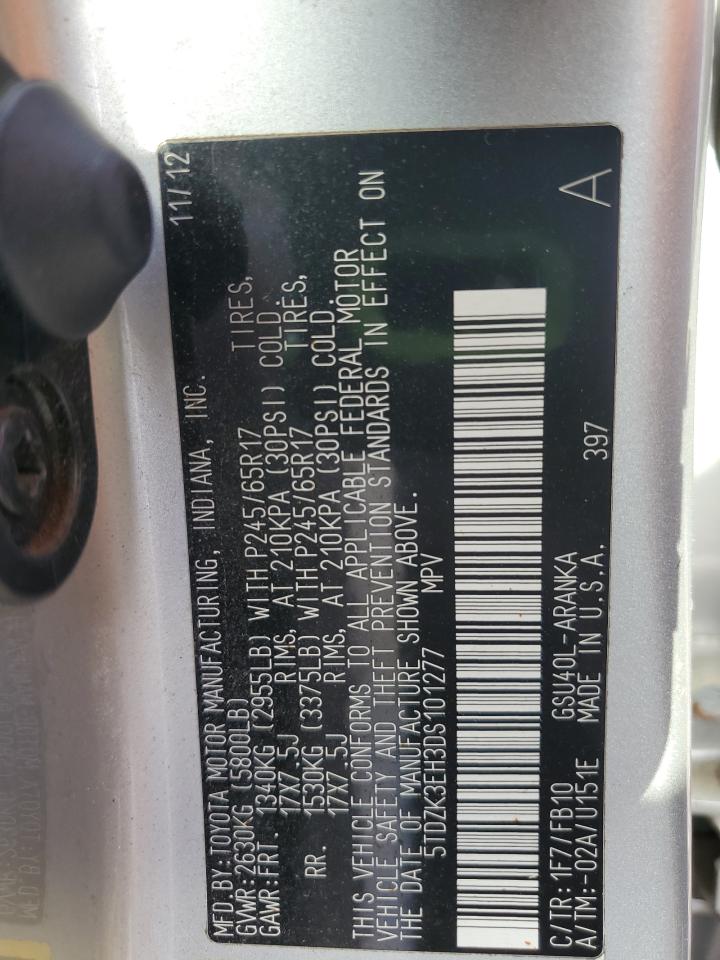 MFD.BY:TOYOTA MOTOR MANUFACTURING, INDIANA, INC. 11/12
GVWR:2630KG (5800LB)
GAWR:FRT. 1340KG (2955LB) WITH P245/65R17 TIRES,
17X7.5J RIMS, AT 210KPA (30PSI) COLD.
RR. 1530KG (3375LB) WITH P245/65R17 TIRES,
17X7.5J RIMS, AT 210KPA (30PSI) COLD.
THIS VEHICLE CONFORMS TO ALL APPLICABLE FEDERAL MOTOR
VEHICLE SAFETY AND THEFT PREVENTION STANDARDS IN EFFECT ON
THE DATE OF MANUFACTURE SHOWN ABOVE.
5TDZK3EH3DS101277 MPV
C/TR:1F7/FB10 GSU40L-ARANKA 397 A
A/TM:-02A/U151E MADE IN U.S.A.